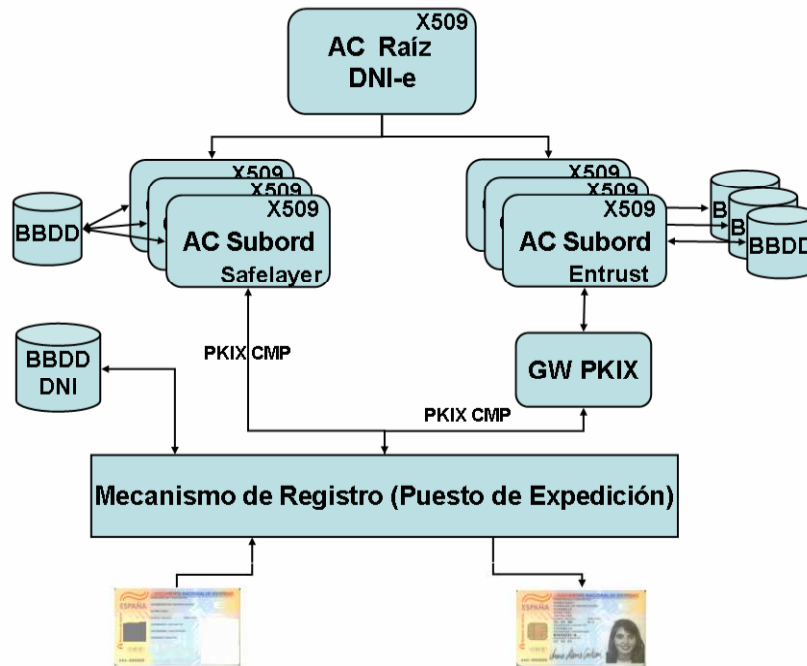 X509
AC Raíz
DNI-e
X509
X509
X509
AC Subord
Safelayer
X509
X509
X509
AC Subord
Entrust
BBDD
B
B
BBDD
BBDD
DNI
PKIX CMP
GW PKIX
PKIX CMP
Mecanismo de Registro (Puesto de Expedición)
ESPAÑA
ESPAÑA